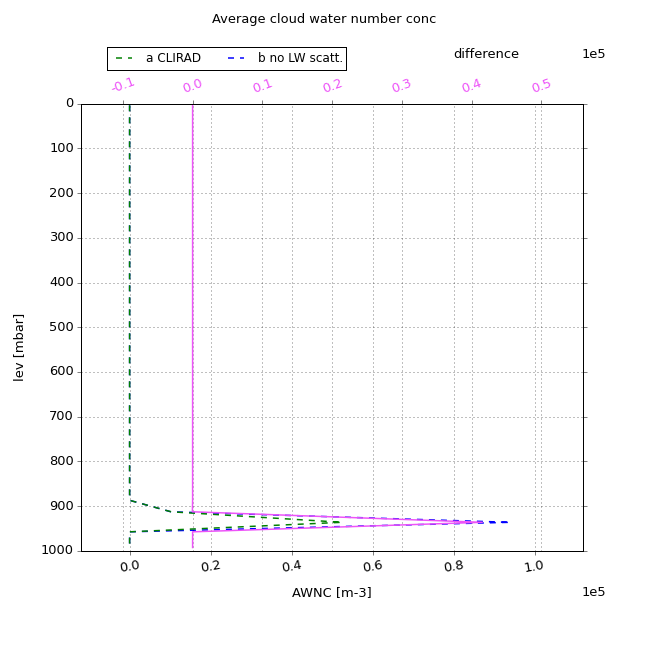 Average cloud water number conc
a CLIRAD b no LW scatt. difference 1e5
-0.1 0.0 0.1 0.2 0.3 0.4 0.5
0
100
200
300
400
500
600
700
800
900
1000
lev [mbar]
0.0 0.2 0.4 0.6 0.8 1.0
AWNC [m-3] 1e5